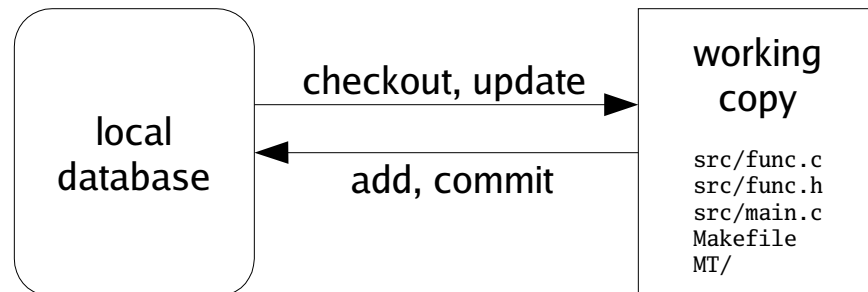 local
database
checkout, update
add, commit
working
copy
src/func.c
src/func.h
src/main.c
Makefile
MT/